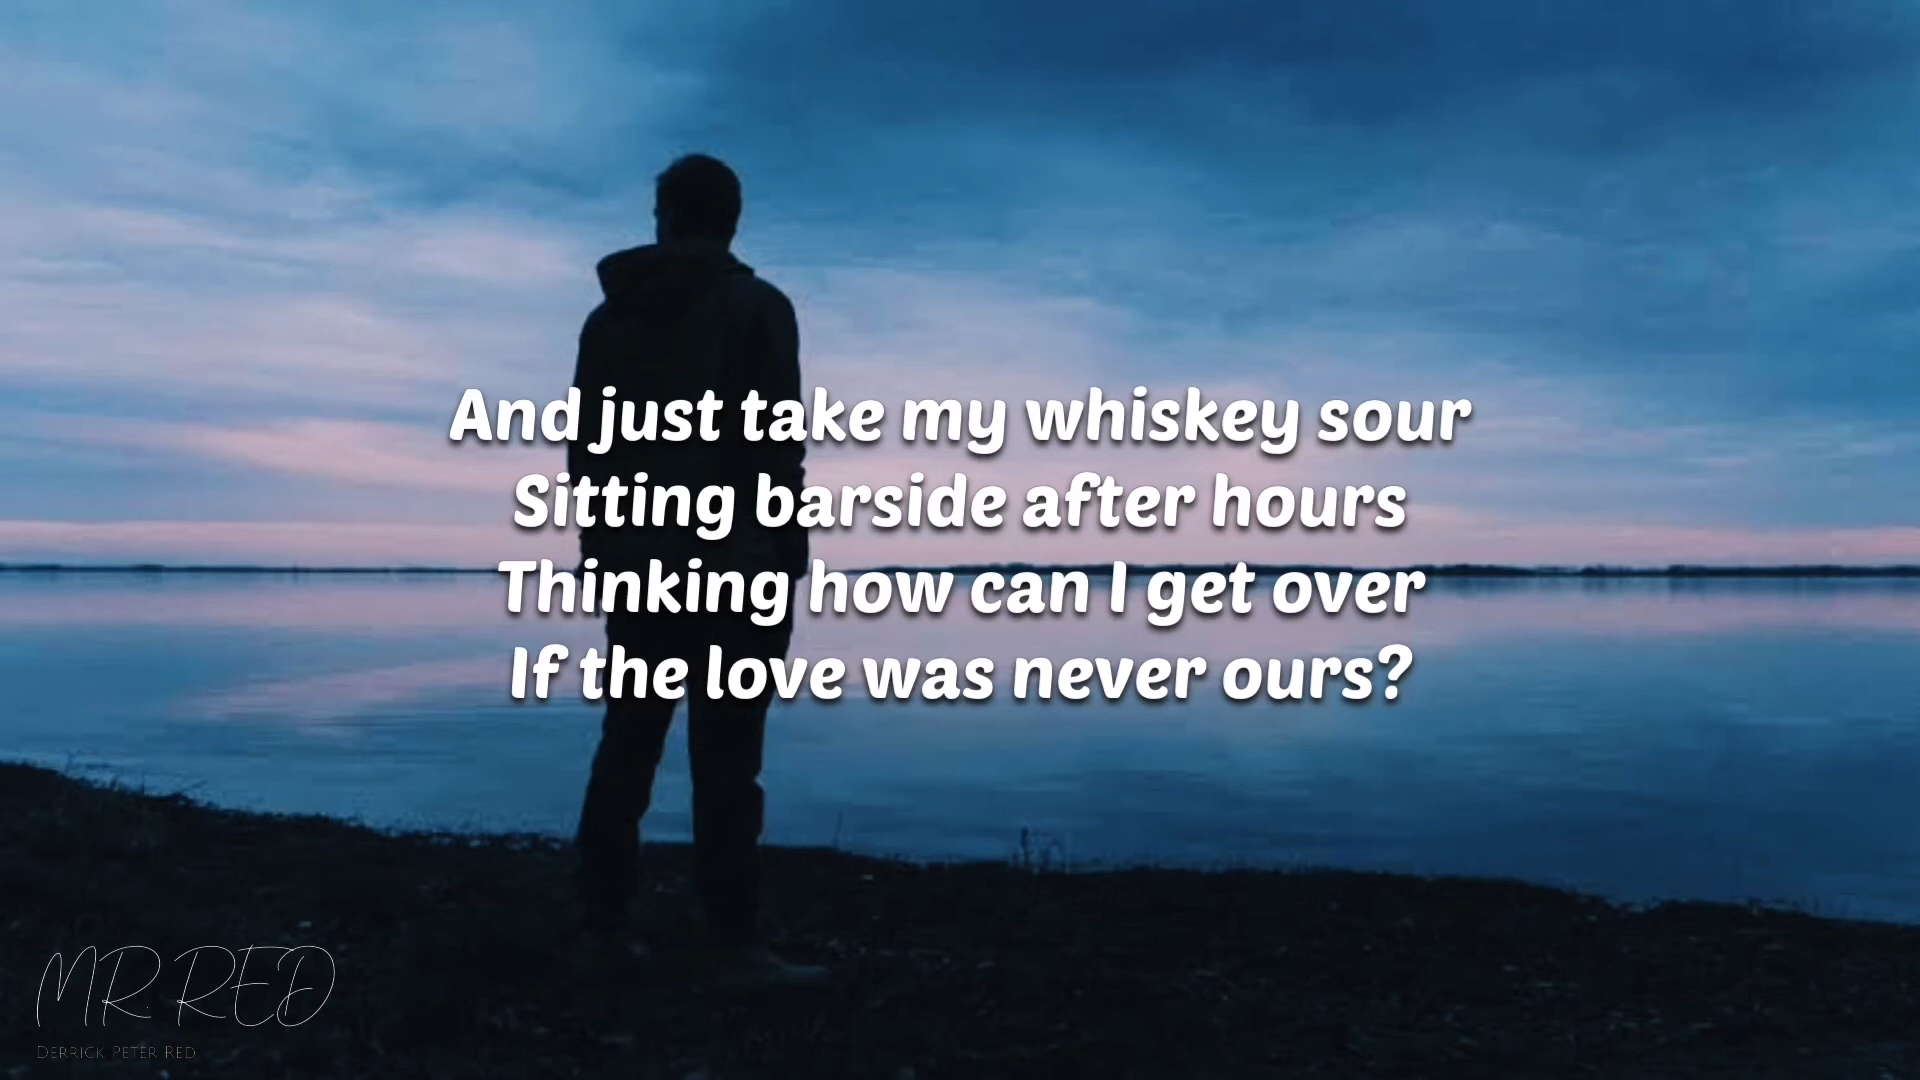 And just take my whiskey sour
Sitting barside after hours
Thinking how can I get over
If the love was never ours?
MR. RED
DERRICK PETER RED